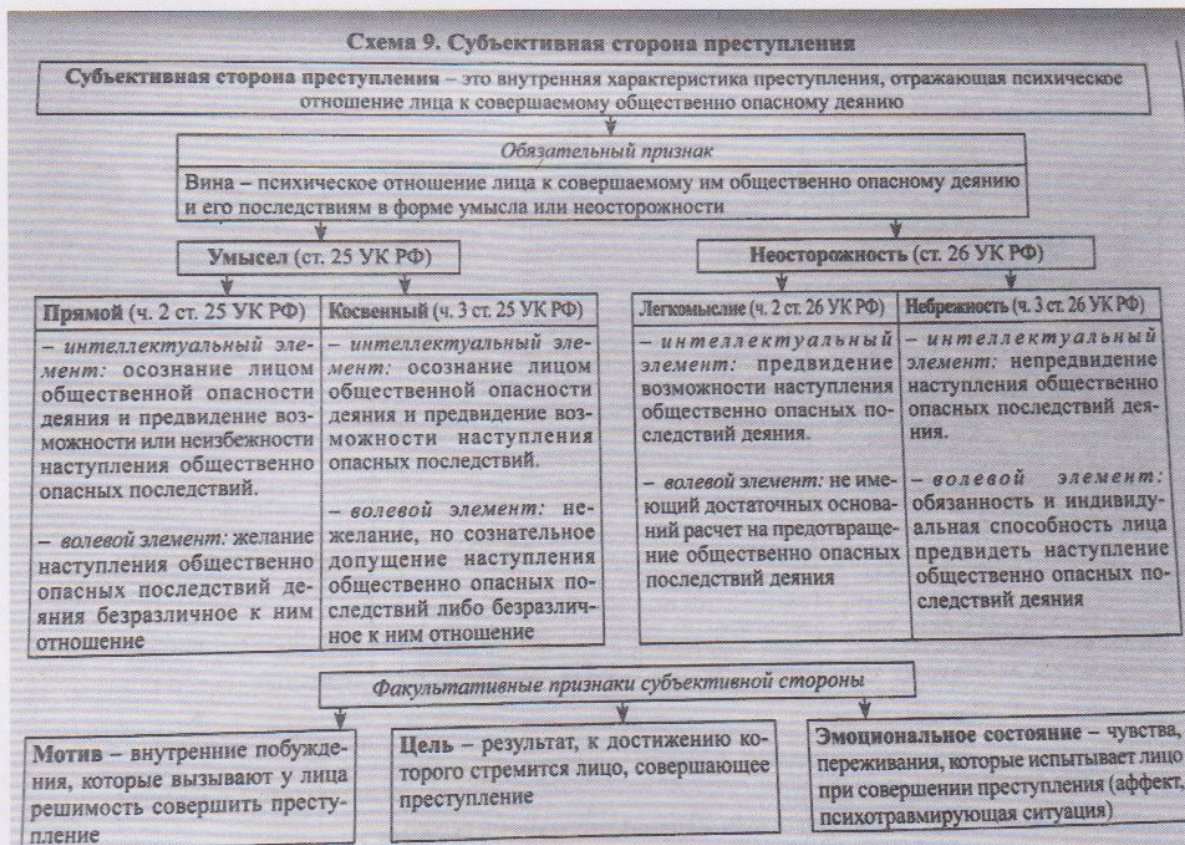 Схема 9. Субъективная сторона преступления
Субъективная сторона преступления – это внутренняя характеристика преступления, отражающая психическое
отношение лица к совершаемому общественно опасному деянию
Обязательный признак
Вина – психическое отношение лица к совершаемому им общественно опасному деянию
и его последствиям в форме умысла или неосторожности
Умысел (ст. 25 УК РФ)
Неосторожность (ст. 26 УК РФ)
Прямой (ч. 2 ст. 25 УК РФ)
– интеллектуальный эле-
мент: осознание лицом
общественной опасности
деяния и предвидение воз-
можности или неизбежности
наступления общественно
опасных последствий.
– волевой элемент: желание
наступления общественно
опасных последствий де-
яния безразличное к ним
отношение
Косвенный (ч. 3 ст. 25 УК РФ)
– интеллектуальный эле-
мент: осознание лицом
общественной опасности
деяния и предвидение воз-
можности наступления
опасных последствий.
– волевой элемент: не-
желание, но сознательное
допущение наступления
общественно опасных по-
следствий либо безразлич-
ное к ним отношение
Легкомыслие (ч. 2 ст. 26 УК РФ)
– интеллектуальный
элемент: предвидение
возможности наступления
общественно опасных по-
следствий деяния.
– волевой элемент: не име-
ющий достаточных основа-
ний расчет на предотвраще-
ние общественно опасных
последствий деяния
Небрежность (ч. 3 ст. 26 УК РФ)
– интеллектуальный
элемент: непредвидение
наступления общественно
опасных последствий дея-
ния.
– волевой элемент:
обязанность и индивиду-
альная способность лица
предвидеть наступление
общественно опасных по-
следствий деяния
Факультативные признаки субъективной стороны
Мотив – внутренние побужде-
ния, которые вызывают у лица
решимость совершить престу-
пление
Цель – результат, к достижению ко-
торого стремится лицо, совершающее
преступление
Эмоциональное состояние – чувства,
переживания, которые испытывает лицо
при совершении преступления (аффект,
психотравмирующая ситуация)